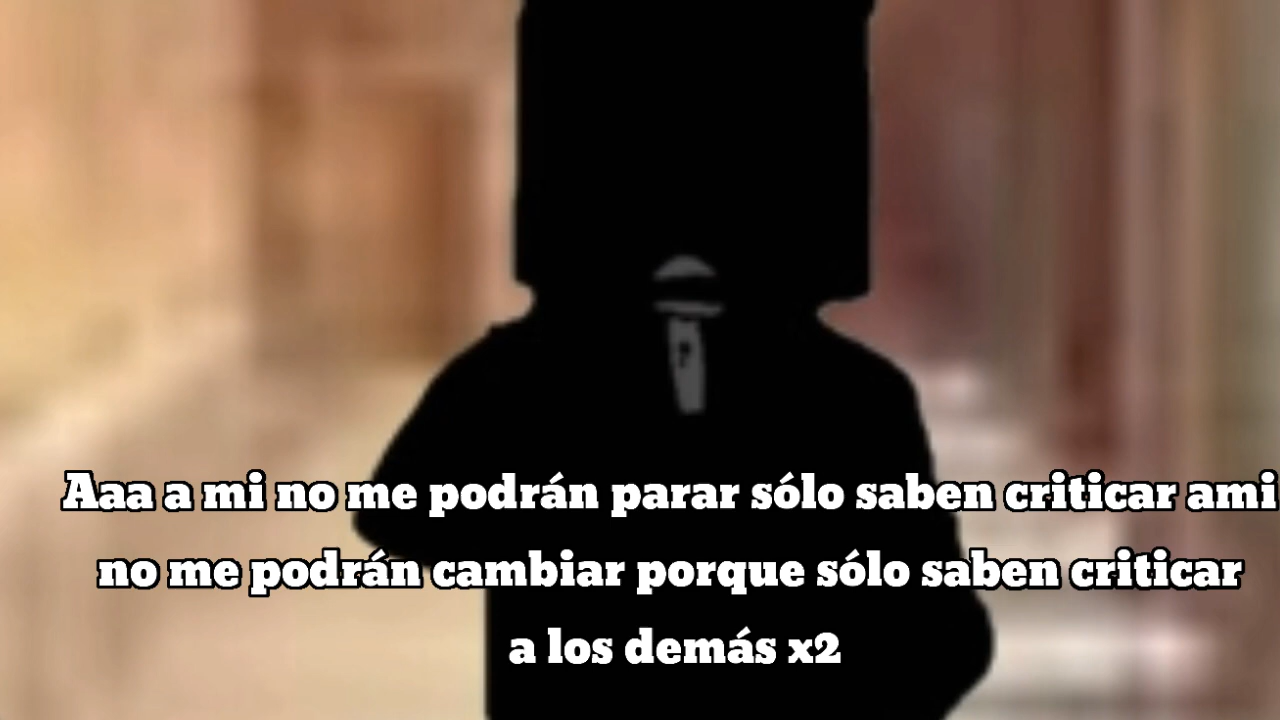 Aaa a mi no me podrán parar sólo saben criticar ami
no me podrán cambiar porque sólo saben criticar
a los demás x2